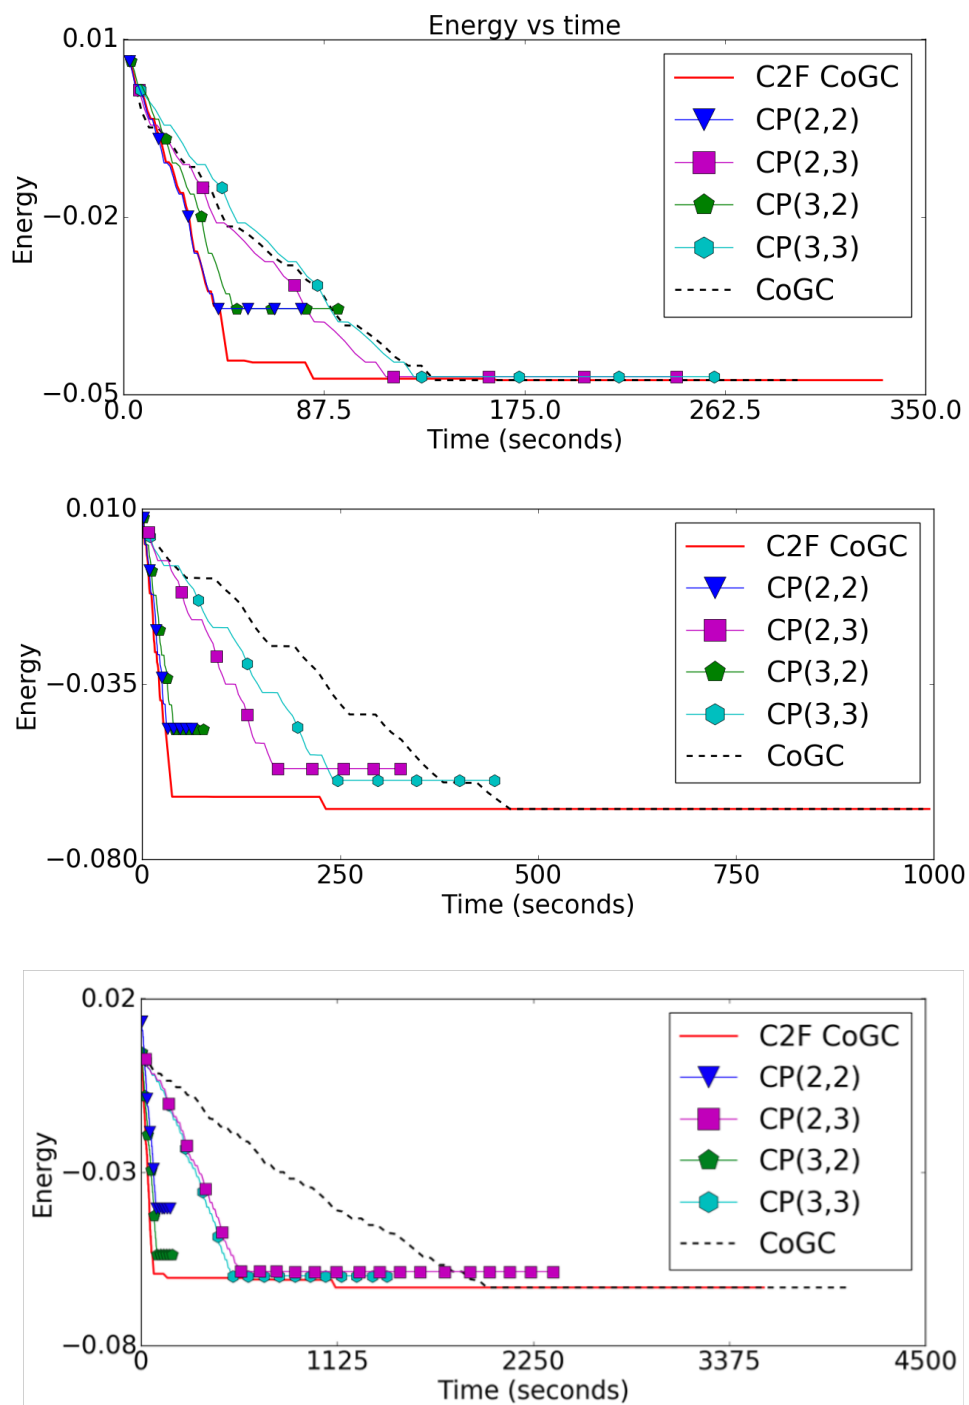 Energy vs time
0.01
C2F CoGC
CP(2,2)
CP(2,3)
CP(3,2)
CP(3,3)
CoGC
Energy
−0.02
−0.05
0.0 87.5 175.0 262.5 350.0
Time (seconds)
0.010
C2F CoGC
CP(2,2)
CP(2,3)
CP(3,2)
CP(3,3)
CoGC
Energy
−0.035
−0.080
0 250 500 750 1000
Time (seconds)
0.02
C2F CoGC
CP(2,2)
CP(2,3)
CP(3,2)
CP(3,3)
CoGC
Energy
−0.03
−0.08
0 1125 2250 3375 4500
Time (seconds)